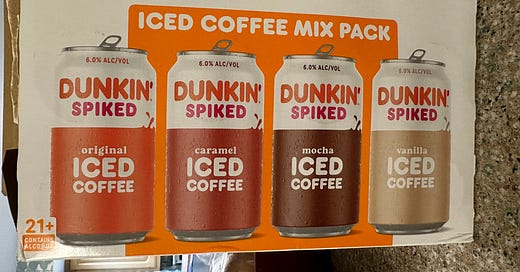 ICED COFFEE MIX PACK
6.0% ALC/VOL
DUNKIN'
SPIKED
original
ICED
COFFEE
6.0% ALC/VOL
DUNKIN'
SPIKED
caramel
ICED
COFFEE
6.0% ALC/VOL
DUNKIN'
SPIKED
mocha
ICED
COFFEE
6.0% ALC/VOL
DUNKIN'
SPIKED
vanilla
ICED
COFFEE
21+
CONTAINS
ALCOHOL